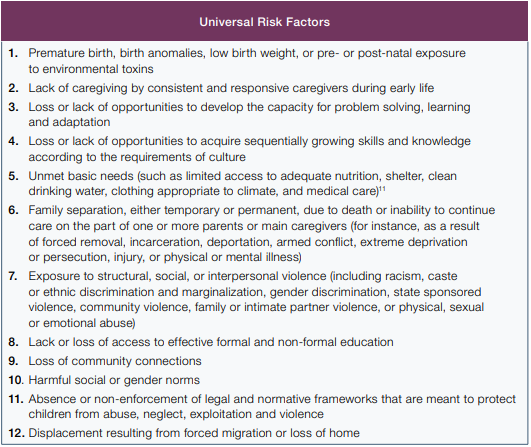 Universal Risk Factors
1. Premature birth, birth anomalies, low birth weight, or pre- or post-natal exposure
to environmental toxins
2. Lack of caregiving by consistent and responsive caregivers during early life
3. Loss or lack of opportunities to develop the capacity for problem solving, learning
and adaptation
4. Loss or lack of opportunities to acquire sequentially growing skills and knowledge
according to the requirements of culture
5. Unmet basic needs (such as limited access to adequate nutrition, shelter, clean
drinking water, clothing appropriate to climate, and medical care)¹¹
6. Family separation, either temporary or permanent, due to death or inability to continue
care on the part of one or more parents or main caregivers (for instance, as a result
of forced removal, incarceration, deportation, armed conflict, extreme deprivation
or persecution, injury, or physical or mental illness)
7. Exposure to structural, social, or interpersonal violence (including racism, caste
or ethnic discrimination and marginalization, gender discrimination, state sponsored
violence, community violence, family or intimate partner violence, or physical, sexual
or emotional abuse)
8. Lack or loss of access to effective formal and non-formal education
9. Loss of community connections
10. Harmful social or gender norms
11. Absence or non-enforcement of legal and normative frameworks that are meant to protect
children from abuse, neglect, exploitation and violence
12. Displacement resulting from forced migration or loss of home